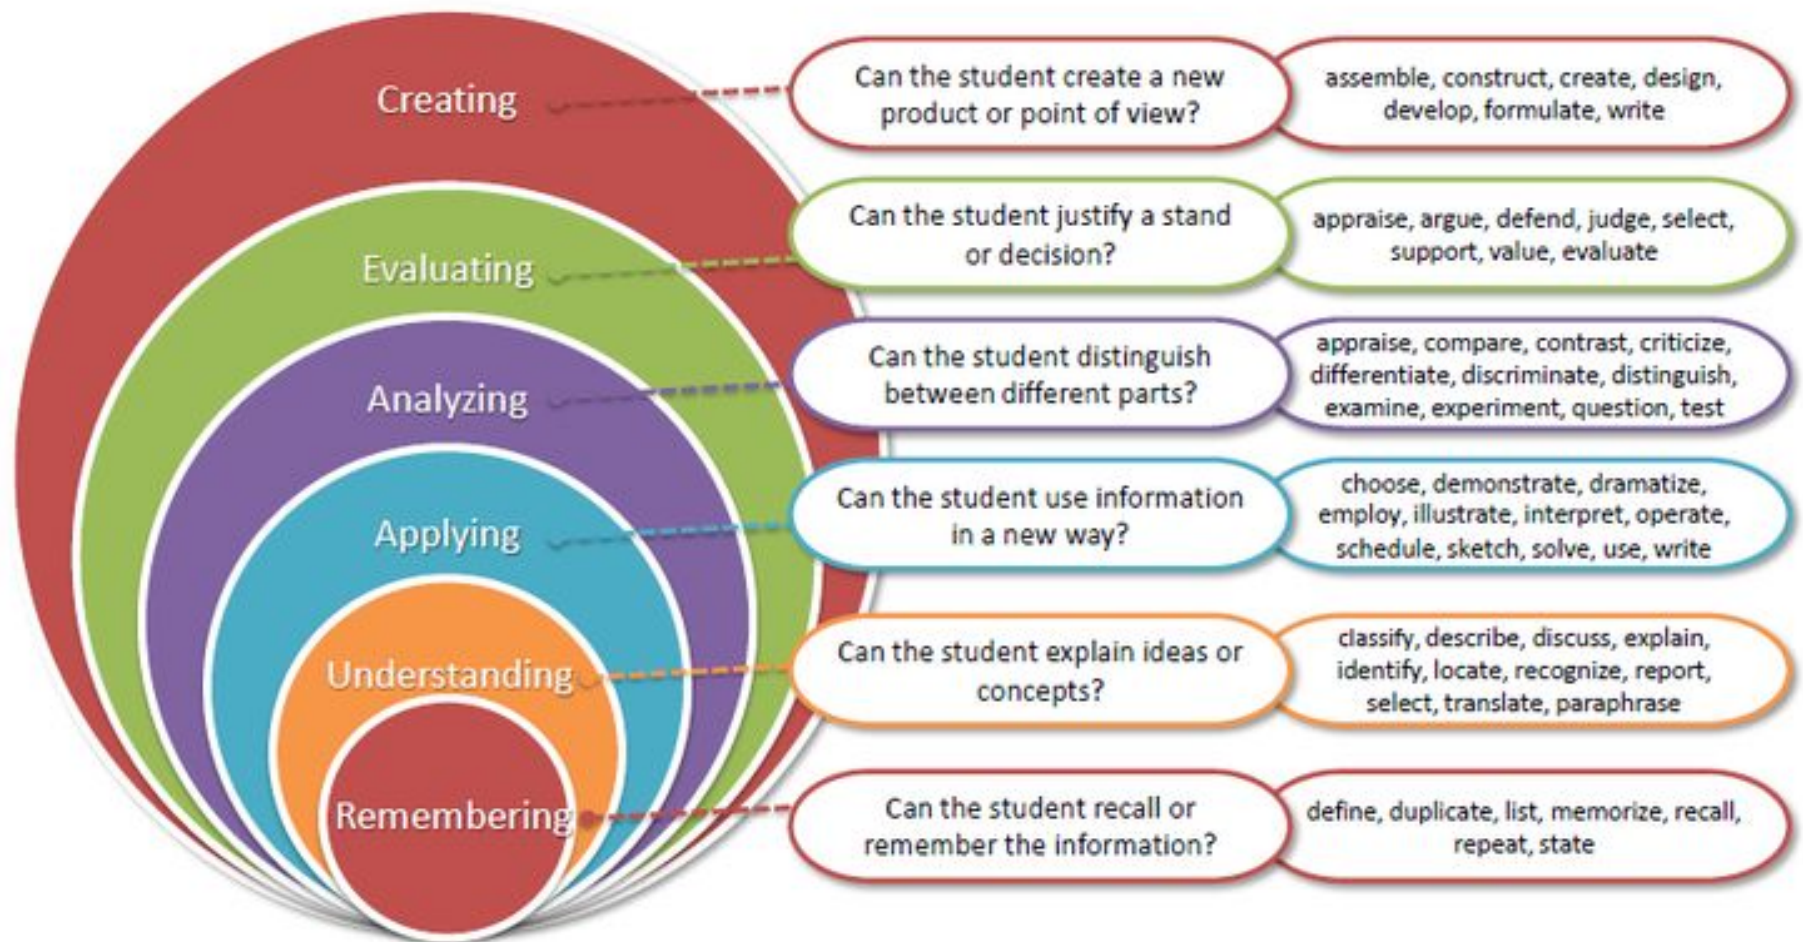 Creating
Can the student create a new
product or point of view?
assemble, construct, create, design,
develop, formulate, write
Evaluating
Can the student justify a stand
or decision?
appraise, argue, defend, judge, select,
support, value, evaluate
Analyzing
Can the student distinguish
between different parts?
appraise, compare, contrast, criticize,
differentiate, discriminate, distinguish,
examine, experiment, question, test
Applying
Can the student use information
in a new way?
choose, demonstrate, dramatize,
employ, illustrate, interpret, operate,
schedule, sketch, solve, use, write
Understanding
Can the student explain ideas or
concepts?
classify, describe, discuss, explain,
identify, locate, recognize, report,
select, translate, paraphrase
Remembering
Can the student recall or
remember the information?
define, duplicate, list, memorize, recall,
repeat, state